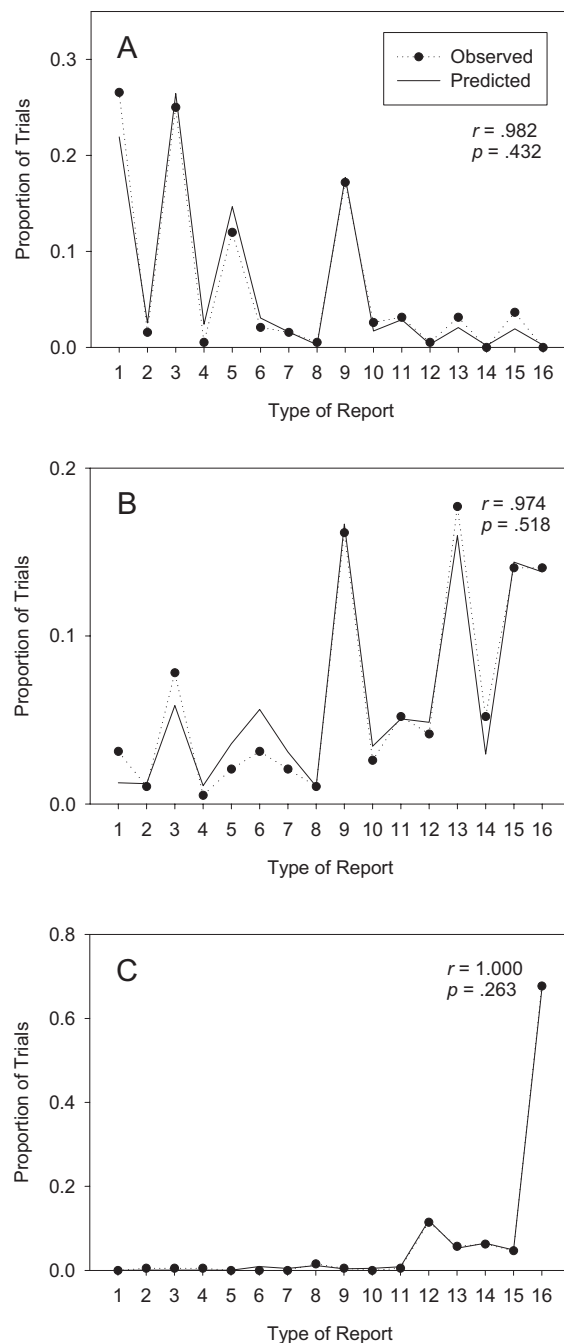 A
Observed
Predicted
r = .982
p = .432
0.3
0.2
0.1
0.0
Proportion of Trials
1 2 3 4 5 6 7 8 9 10 11 12 13 14 15 16
Type of Report
B
r = .974
p = .518
0.2
0.1
0.0
Proportion of Trials
1 2 3 4 5 6 7 8 9 10 11 12 13 14 15 16
Type of Report
C
r = 1.000
p = .263
0.8
0.6
0.4
0.2
0.0
Proportion of Trials
1 2 3 4 5 6 7 8 9 10 11 12 13 14 15 16
Type of Report